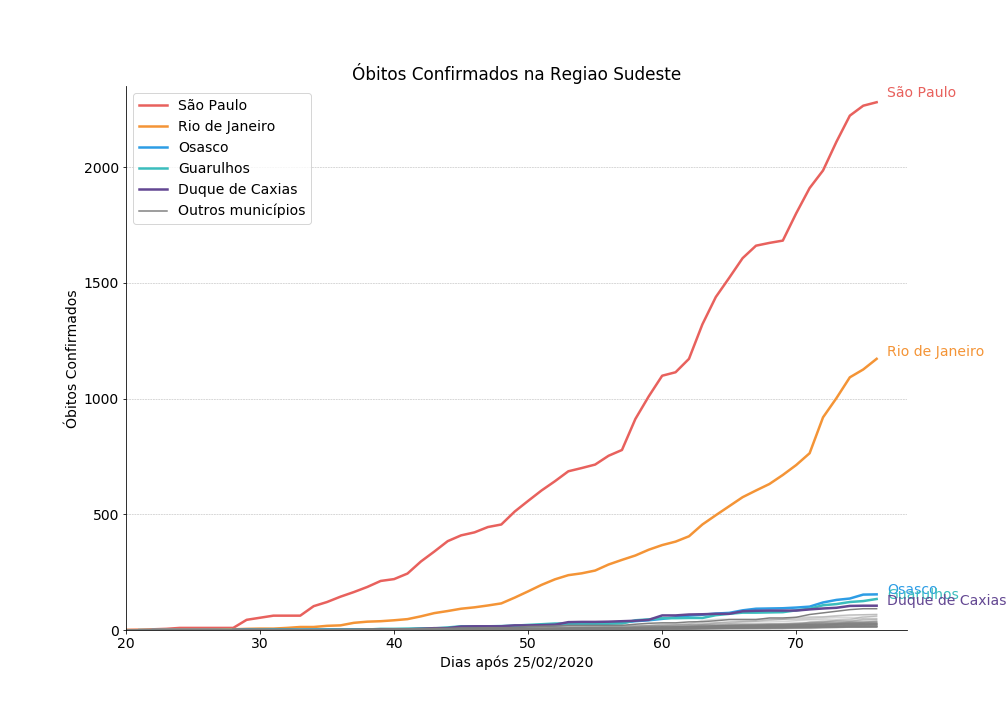 Óbitos Confirmados na Regiao Sudeste
São Paulo
Rio de Janeiro
Osasco
Guarulhos
Duque de Caxias
Outros municípios
São Paulo
Rio de Janeiro
Osasco
Guarulhos
Duque de Caxias
2000
1500
1000
500
0
Óbitos Confirmados
20 30 40 50 60 70
Dias após 25/02/2020